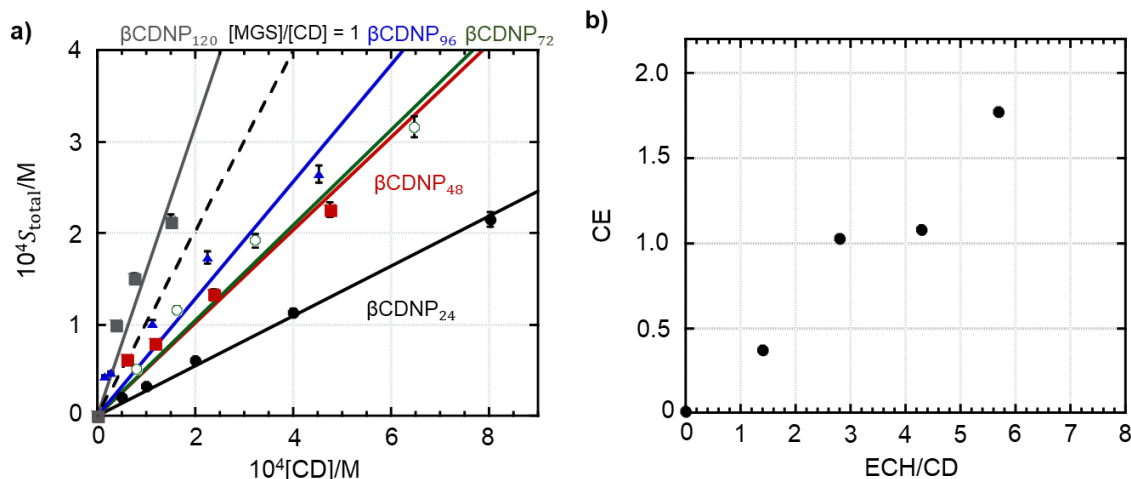 a)
βCDNP₁₂₀ [MGS]/[CD] = 1 βCDNP₉₆ βCDNP₇₂
4
3
2
1
0
10⁴S_total/M
βCDNP₄₈
βCDNP₂₄
0 2 4 6 8
10⁴[CD]/M
b)
2.0
1.5
1.0
0.5
0
CE
0 1 2 3 4 5 6 7 8
ECH/CD